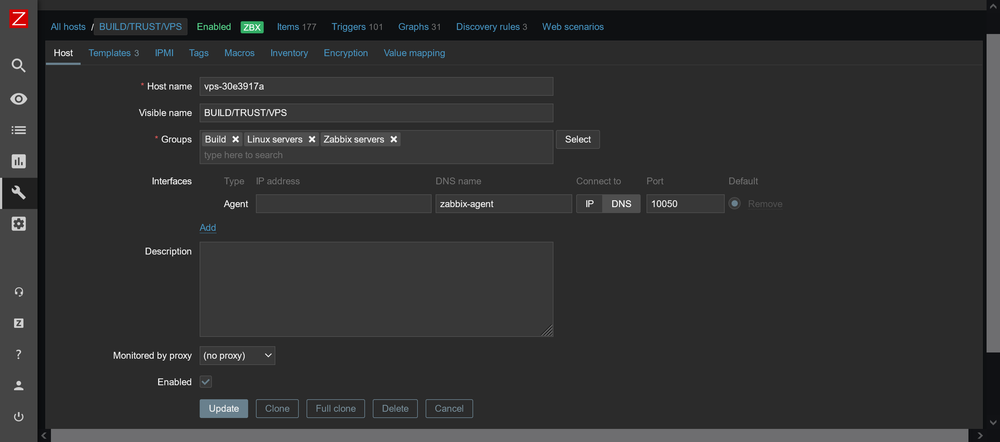 Z
All hosts / BUILD/TRUST/VPS Enabled ZBX Items 177 Triggers 101 Graphs 31 Discovery rules 3 Web scenarios
Host Templates 3 IPMI Tags Macros Inventory Encryption Value mapping
* Host name vps-30e3917a
Visible name BUILD/TRUST/VPS
* Groups Build Linux servers Zabbix servers Select
type here to search
Interfaces Type IP address DNS name Connect to Port Default
Agent zabbix-agent IP DNS 10050 Remove
Add
Description
Z
?
Monitored by proxy (no proxy)
Enabled
Update Clone Full clone Delete Cancel